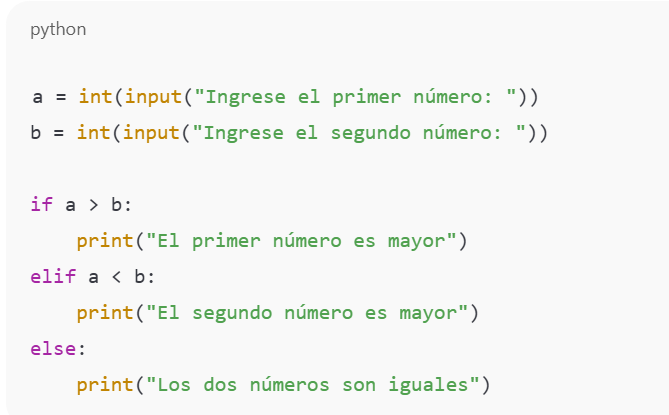 python
a = int(input("Ingrese el primer número: "))
b = int(input("Ingrese el segundo número: "))
if a > b:
    print("El primer número es mayor")
elif a < b:
    print("El segundo número es mayor")
else:
    print("Los dos números son iguales")